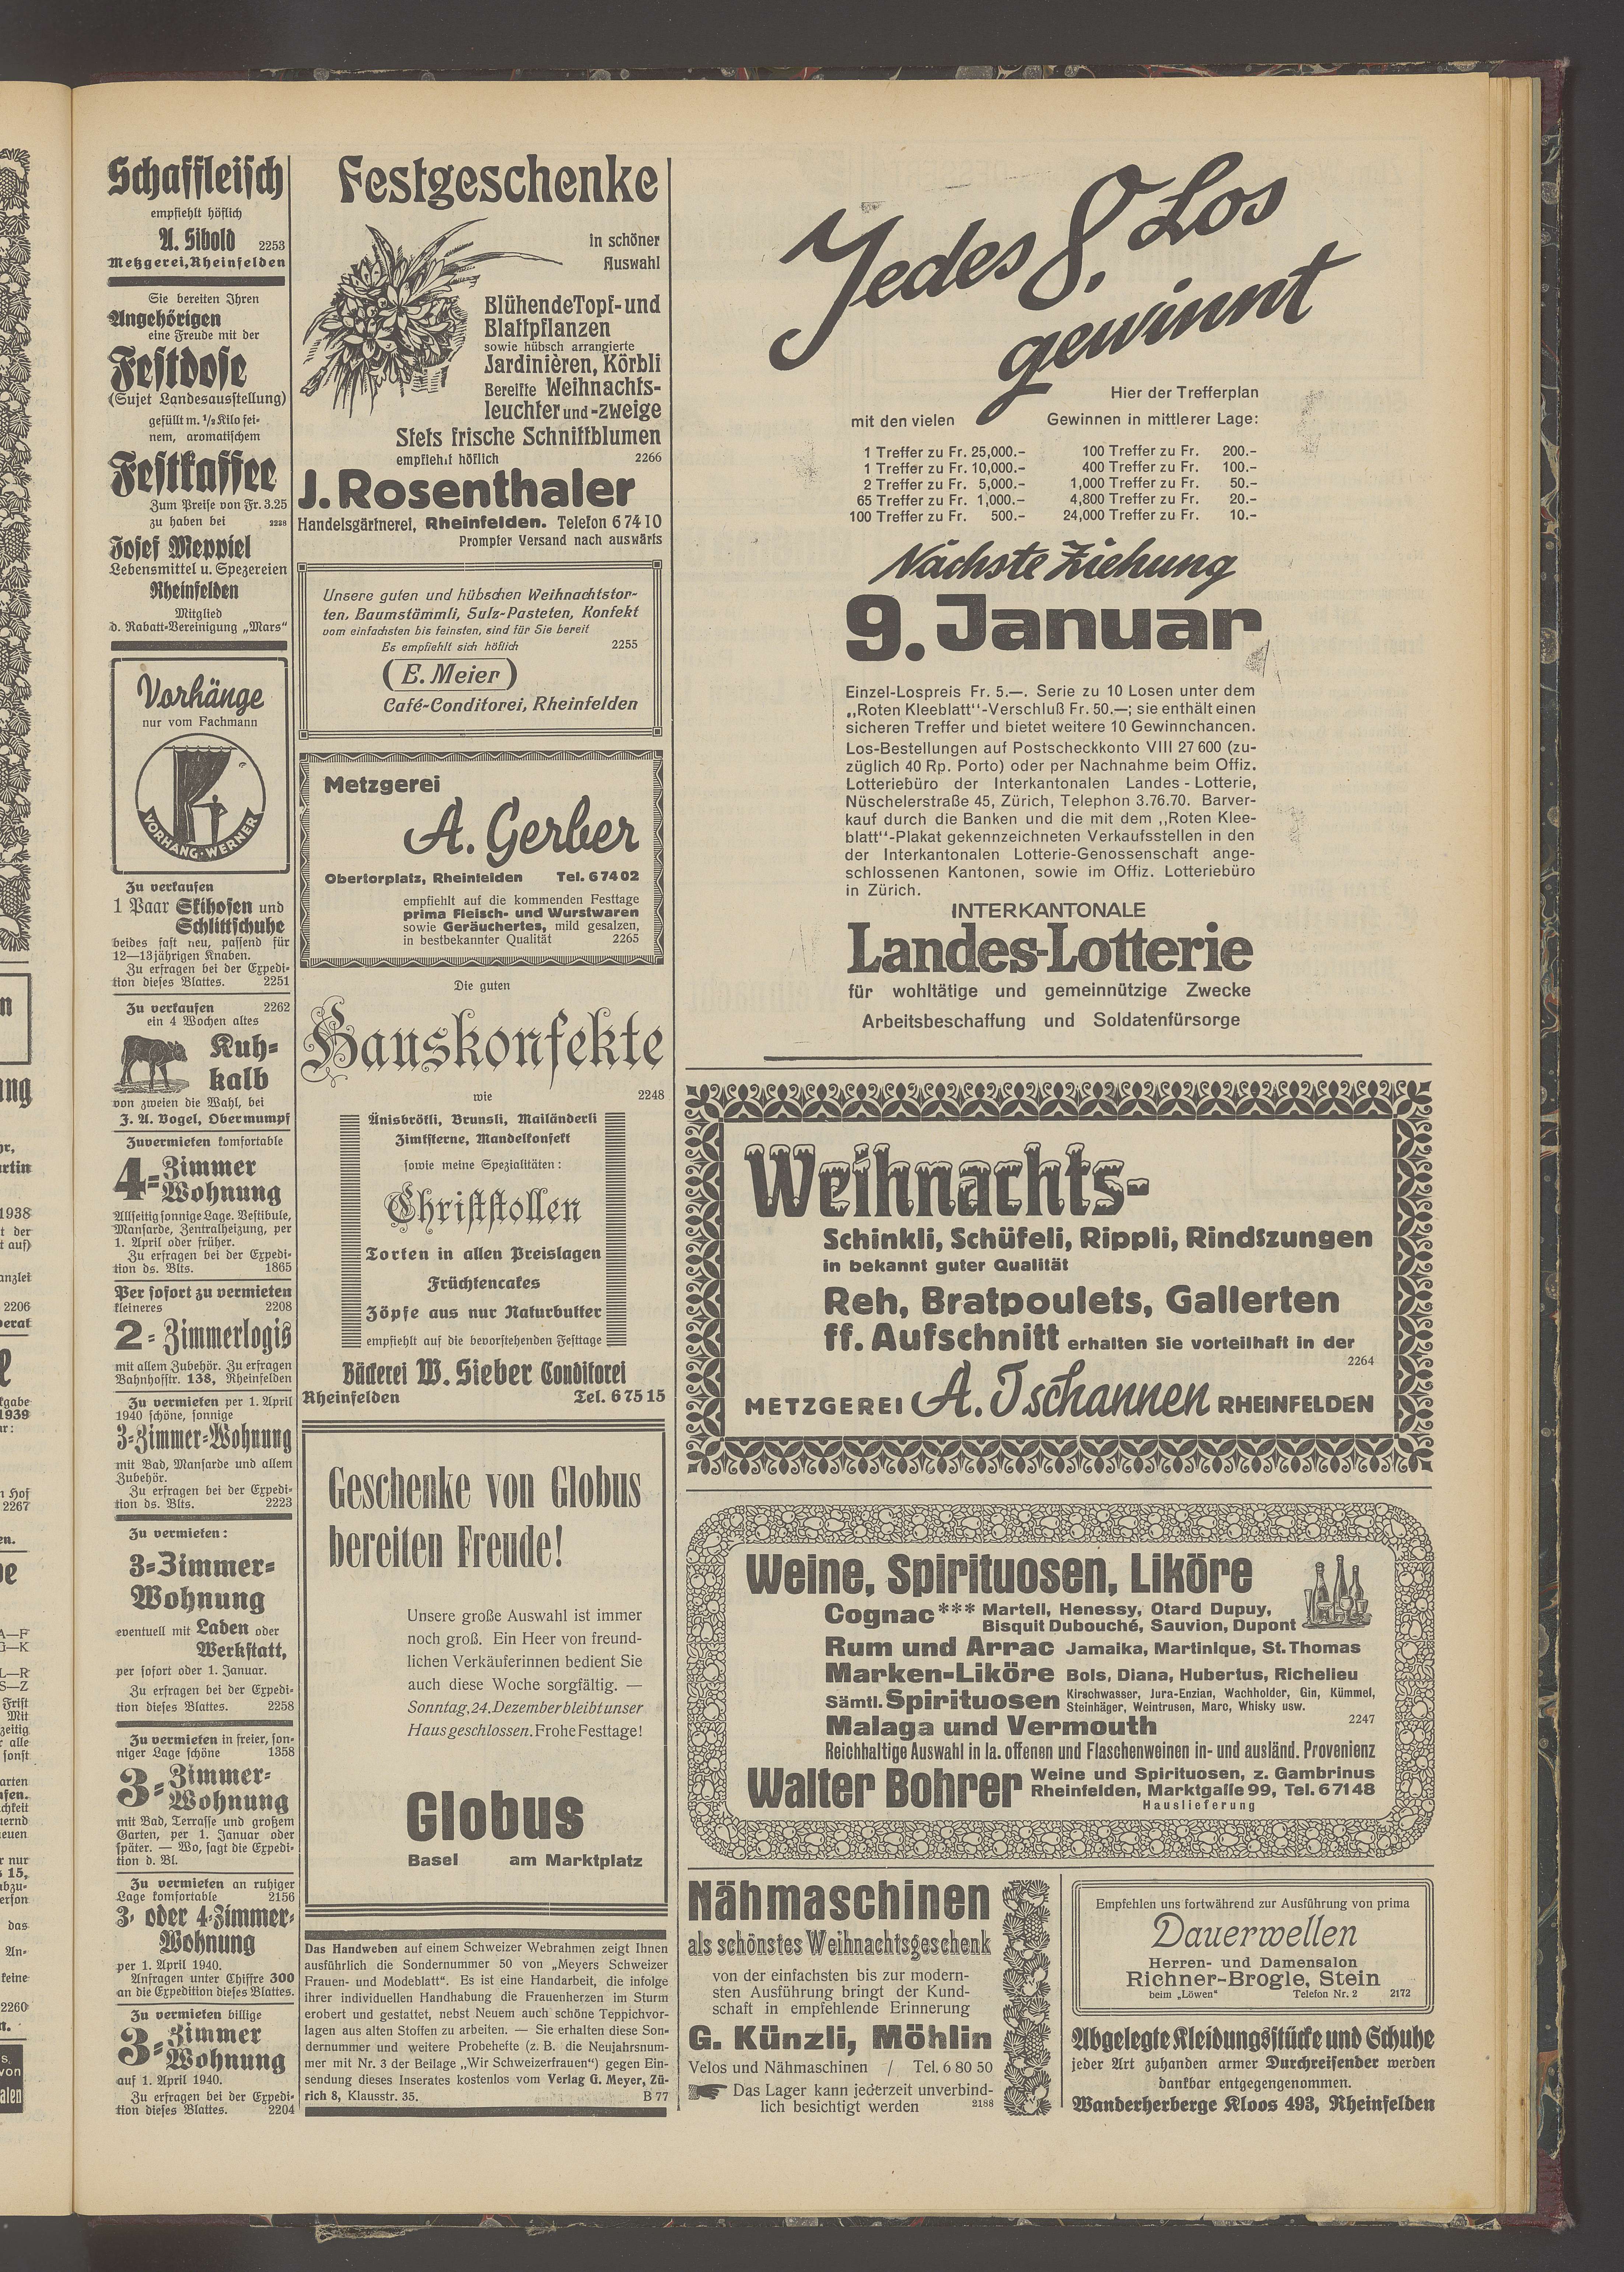 Schaffleisch
empfiehlt höflich
A. Sibold 2253
Metzgerei, Rheinfelden
Sie bereiten Ihren
Angehörigen
eine Freude mit der
Festdose
(Sujet Landesausstellung)
gefüllt m. ½ Kilo fei-
nem, aromatischem
Festkaffee
Zum Preise von Fr. 3.25
zu haben bei 2238
Josef Meppiel
Lebensmittel u. Spezereien
Rheinfelden
Mitglied
d. Rabatt-Vereinigung „Mars“
Vorhänge
nur vom Fachmann
VORHANG-WERNER
Zu verkaufen
1 Paar Skihosen und
Schlittschuhe
beides fast neu, passend für
12—13jährigen Knaben.
Zu erfragen bei der Expedi-
tion dieses Blattes. 2251
Zu verkaufen 2262
ein 4 Wochen altes
Kuh-
kalb
von zweien die Wahl, bei
J. A. Vogel, Obermumpf
Zuvermieten komfortable
4-Zimmer
Wohnung
Allseitig sonnige Lage. Vestibule,
Mansarde, Zentralheizung, per
1. April oder früher.
Zu erfragen bei der Expedi-
tion ds. Blts. 1865
Per sofort zu vermieten
kleineres 2208
2-Zimmerlogis
mit allem Zubehör. Zu erfragen
Bahnhofstr. 138, Rheinfelden
Zu vermieten per 1. April
1940 schöne, sonnige
3-Zimmer-Wohnung
mit Bad, Mansarde und allem
Zubehör.
Zu erfragen bei der Expedi-
tion ds. Blts. 2223
Zu vermieten:
3-Zimmer-
Wohnung
eventuell mit Laden oder
Werkstatt,
per sofort oder 1. Januar.
Zu erfragen bei der Expedi-
tion dieses Blattes. 2258
Zu vermieten in freier, son-
niger Lage schöne 1358
3-Zimmer-
Wohnung
mit Bad, Terrasse und großem
Garten, per 1. Januar oder
später. — Wo, sagt die Expedi-
tion d. Bl.
Zu vermieten an ruhiger
Lage komfortable 2156
3- oder 4-Zimmer-
Wohnung
per 1. April 1940.
Anfragen unter Chiffre 300
an die Expedition dieses Blattes.
Zu vermieten billige
3-Zimmer
Wohnung
auf 1. April 1940.
Zu erfragen bei der Expedi-
tion dieses Blattes. 2204
Festgeschenke
in schöner
Auswahl
Blühende Topf- und
Blattpflanzen
sowie hübsch arrangierte
Jardinièren, Körbli
Bereifte Weihnachts-
leuchter und -zweige
Stets frische Schnittblumen
empfiehlt höflich 2266
J. Rosenthaler
Handelsgärtnerei, Rheinfelden. Telefon 6 74 10
Prompter Versand nach auswärts
Unsere guten und hübschen Weihnachtstor-
ten, Baumstämmli, Sulz-Pasteten, Konfekt
vom einfachsten bis feinsten, sind für Sie bereit
Es empfiehlt sich höflich 2255
(E. Meier)
Café-Conditorei, Rheinfelden
Metzgerei
A. Gerber
Obertorplatz, Rheinfelden Tel. 6 74 02
empfiehlt auf die kommenden Festtage
prima Fleisch- und Wurstwaren
sowie Geräuchertes, mild gesalzen,
in bestbekannter Qualität 2265
Die guten
Hauskonfekte
wie 2248
Änisbrötli, Brunsli, Mailänderli
Zimtsterne, Mandelkonfekt
sowie meine Spezialitäten:
Christstollen
Torten in allen Preislagen
Früchtencakes
Zöpfe aus nur Naturbutter
empfiehlt auf die bevorstehenden Festtage
Bäckerei W. Sieber Conditorei
Rheinfelden Tel. 6 75 15
Geschenke von Globus
bereiten Freude!
Unsere große Auswahl ist immer
noch groß. Ein Heer von freund-
lichen Verkäuferinnen bedient Sie
auch diese Woche sorgfältig. —
Sonntag, 24. Dezember bleibt unser
Haus geschlossen. Frohe Festtage!
Globus
Basel am Marktplatz
Das Handweben auf einem Schweizer Webrahmen zeigt Ihnen
ausführlich die Sondernummer 50 von „Meyers Schweizer
Frauen- und Modeblatt“. Es ist eine Handarbeit, die infolge
ihrer individuellen Handhabung die Frauenherzen im Sturm
erobert und gestattet, nebst Neuem auch schöne Teppichvor-
lagen aus alten Stoffen zu arbeiten. — Sie erhalten diese Son-
dernummer und weitere Probehefte (z. B. die Neujahrsnum-
mer mit Nr. 3 der Beilage „Wir Schweizerfrauen“) gegen Ein-
sendung dieses Inserates kostenlos vom Verlag G. Meyer, Zü-
rich 8, Klausstr. 35. B 77
Jedes 8. Los
gewinnt
Hier der Trefferplan
mit den vielen Gewinnen in mittlerer Lage:
1 Treffer zu Fr. 25,000.- 100 Treffer zu Fr. 200.-
1 Treffer zu Fr. 10,000.- 400 Treffer zu Fr. 100.-
2 Treffer zu Fr. 5,000.- 1,000 Treffer zu Fr. 50.-
65 Treffer zu Fr. 1,000.- 4,800 Treffer zu Fr. 20.-
100 Treffer zu Fr. 500.- 24,000 Treffer zu Fr. 10.-
Nächste Ziehung
9. Januar
Einzel-Lospreis Fr. 5.—. Serie zu 10 Losen unter dem
„Roten Kleeblatt“-Verschluß Fr. 50.—; sie enthält einen
sicheren Treffer und bietet weitere 10 Gewinnchancen.
Los-Bestellungen auf Postscheckkonto VIII 27 600 (zu-
züglich 40 Rp. Porto) oder per Nachnahme beim Offiz.
Lotteriebüro der Interkantonalen Landes-Lotterie,
Nüschelerstraße 45, Zürich, Telephon 3.76.70. Barver-
kauf durch die Banken und die mit dem „Roten Klee-
blatt“-Plakat gekennzeichneten Verkaufsstellen in den
der Interkantonalen Lotterie-Genossenschaft ange-
schlossenen Kantonen, sowie im Offiz. Lotteriebüro
in Zürich.
INTERKANTONALE
Landes-Lotterie
für wohltätige und gemeinnützige Zwecke
Arbeitsbeschaffung und Soldatenfürsorge
Weihnachts-
Schinkli, Schüfeli, Rippli, Rindszungen
in bekannt guter Qualität
Reh, Bratpoulets, Gallerten
ff. Aufschnitt erhalten Sie vorteilhaft in der
2264
METZGEREI A. Tschannen RHEINFELDEN
Weine, Spirituosen, Liköre
Cognac*** Martell, Henessy, Otard Dupuy,
Bisquit Dubouché, Sauvion, Dupont
Rum und Arrac Jamaika, Martinique, St. Thomas
Marken-Liköre Bols, Diana, Hubertus, Richelieu
Sämtl. Spirituosen Kirschwasser, Jura-Enzian, Wachholder, Gin, Kümmel,
Steinhäger, Weintrusen, Marc, Whisky usw.
Malaga und Vermouth 2247
Reichhaltige Auswahl in Ia. offenen und Flaschenweinen in- und ausländ. Provenienz
Walter Bohrer Weine und Spirituosen, z. Gambrinus
Rheinfelden, Marktgasse 99, Tel. 6 71 48
Hauslieferung
Nähmaschinen
als schönstes Weihnachtsgeschenk
von der einfachsten bis zur modern-
sten Ausführung bringt der Kund-
schaft in empfehlende Erinnerung
G. Künzli, Möhlin
Velos und Nähmaschinen / Tel. 6 80 50
Das Lager kann jederzeit unverbind-
lich besichtigt werden 2188
Empfehlen uns fortwährend zur Ausführung von prima
Dauerwellen
Herren- und Damensalon
Richner-Brogle, Stein
beim „Löwen“ Telefon Nr. 2 2172
Abgelegte Kleidungsstücke und Schuhe
jeder Art zuhanden armer Durchreisender werden
dankbar entgegengenommen.
Wanderherberge Kloos 493, Rheinfelden